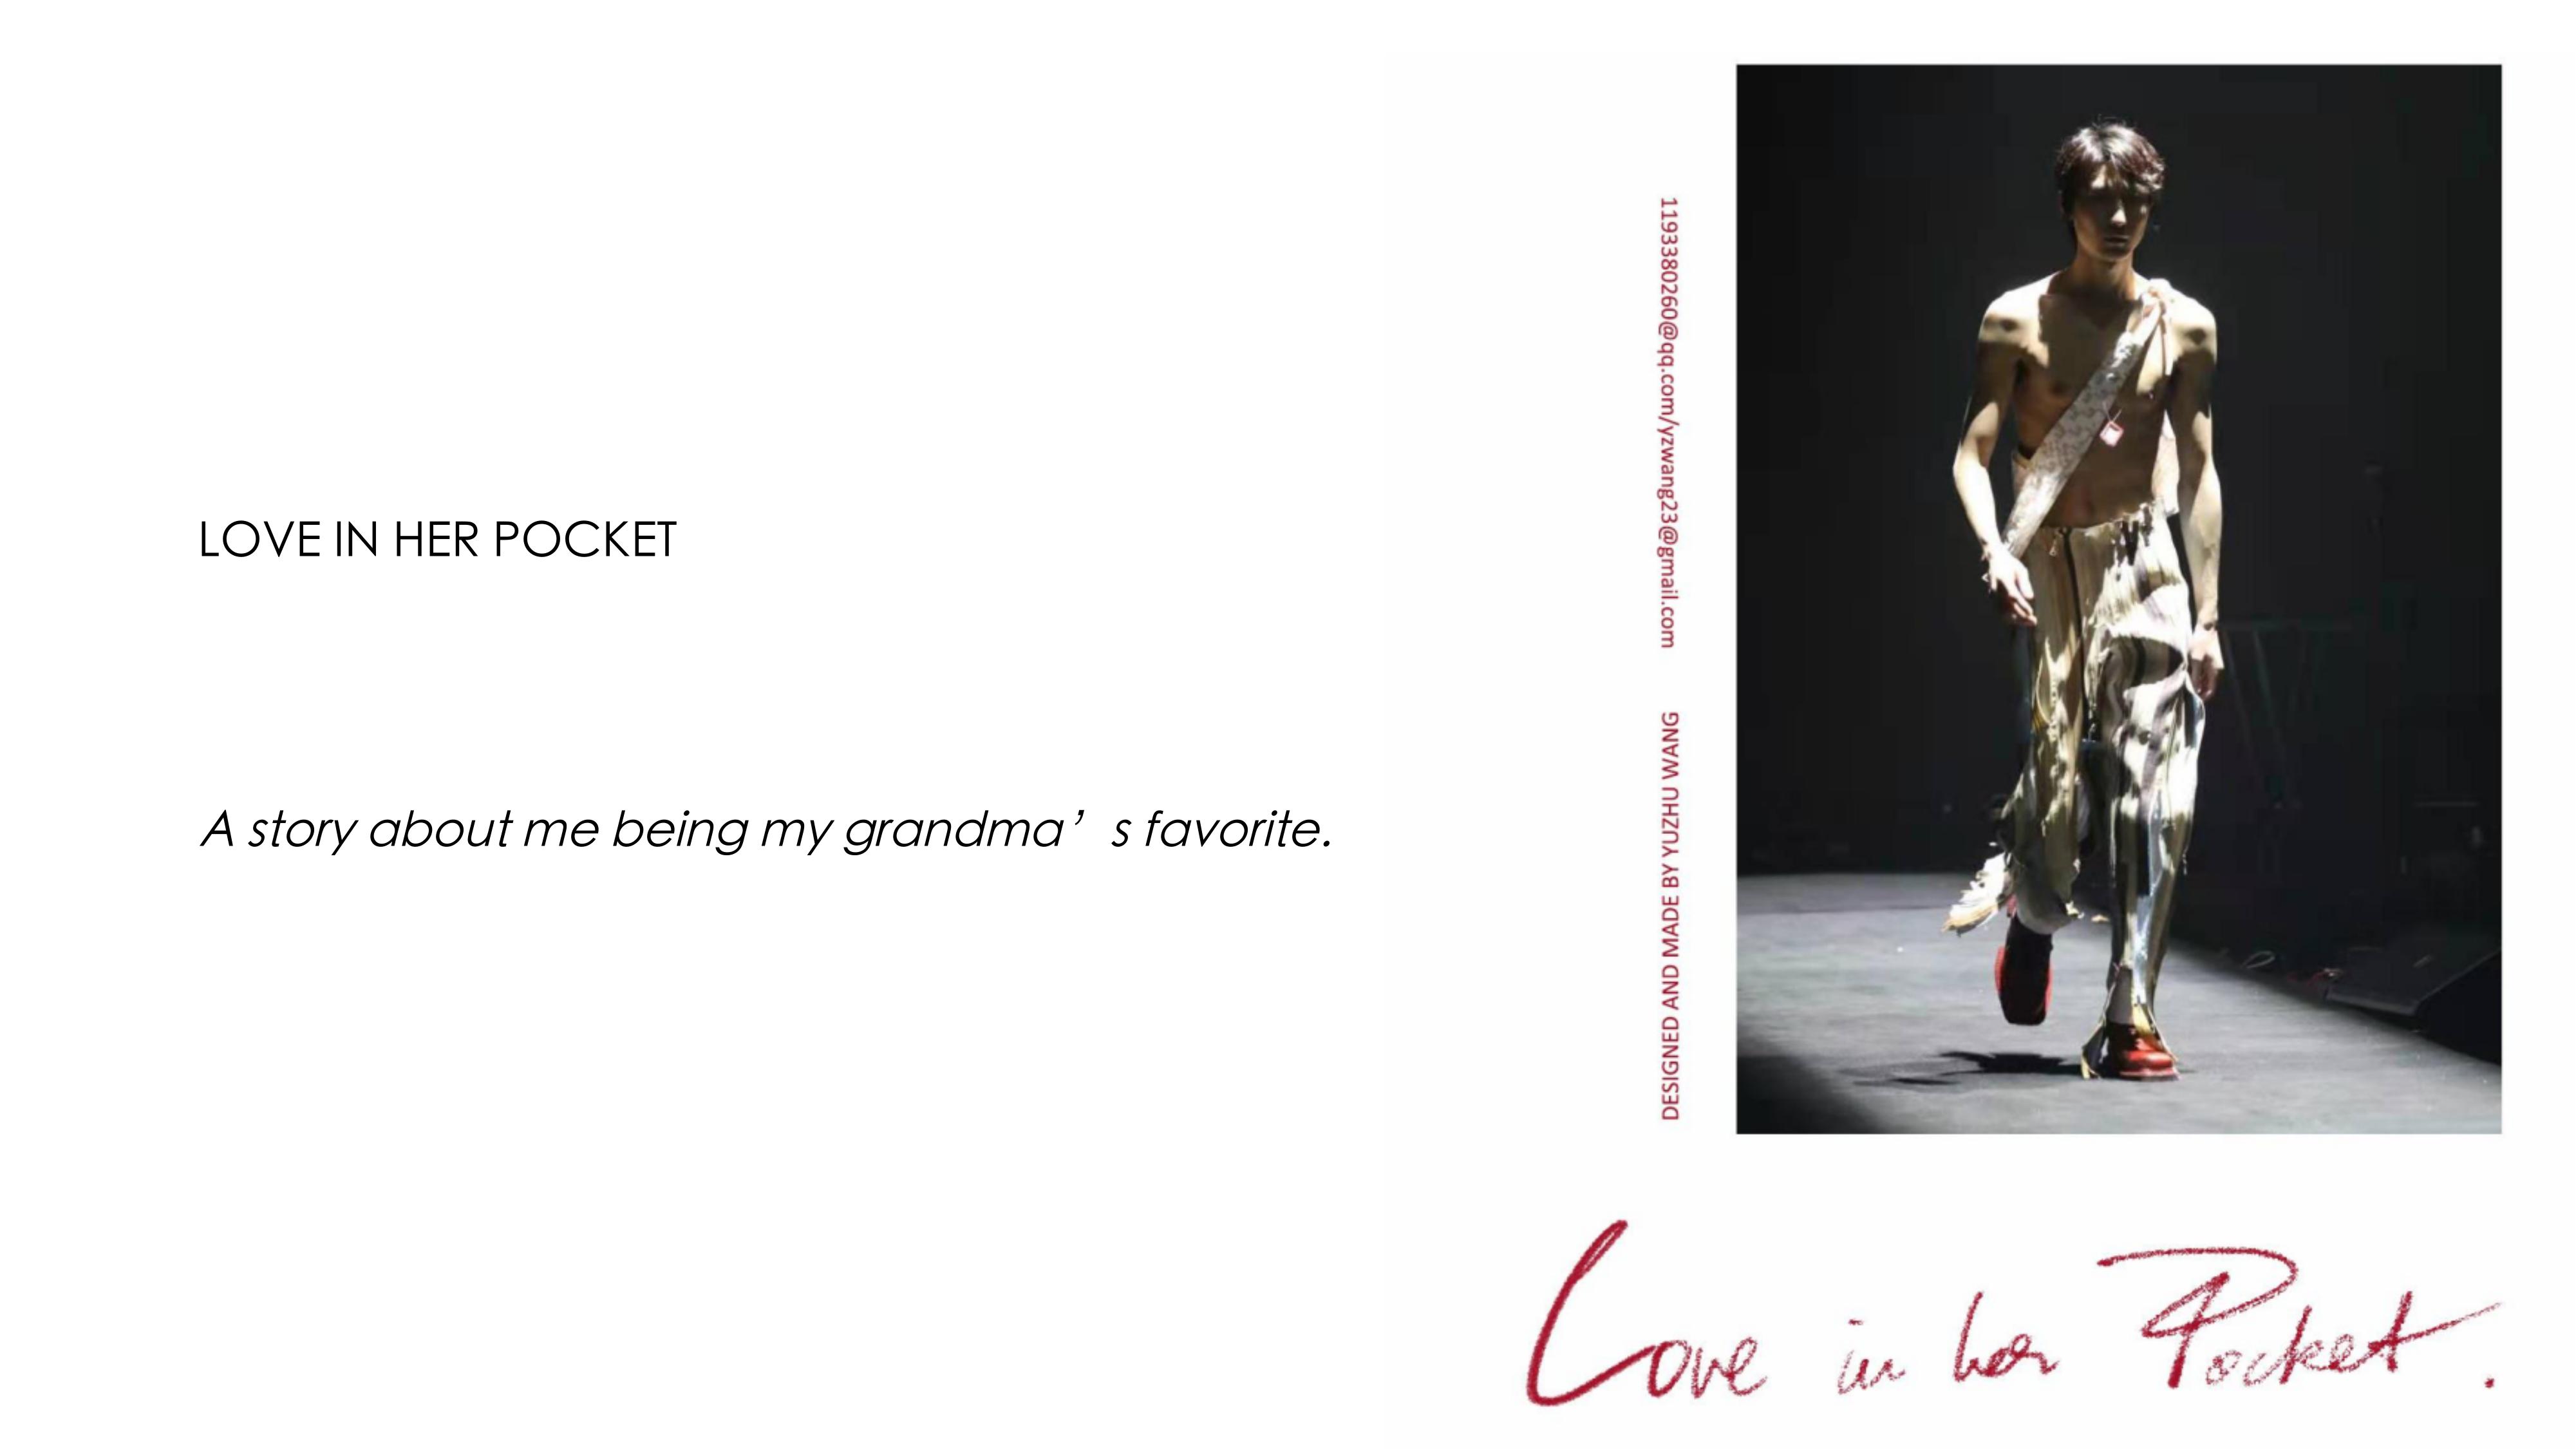 LOVE IN HER POCKET
A story about me being my grandma’s favorite.
1193380260@qq.com/yzwang23@gmail.com
DESIGNED AND MADE BY YUZHU WANG
Love in her Pocket.